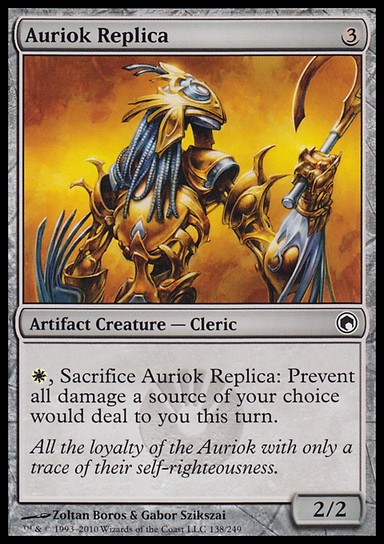 Auriok Replica 3
Artifact Creature — Cleric
, Sacrifice Auriok Replica: Prevent
all damage a source of your choice
would deal to you this turn.
All the loyalty of the Auriok with only a
trace of their self-righteousness.
Zoltan Boros & Gabor Szikszai
2/2
™ & © 1993–2010 Wizards of the Coast LLC 138/249